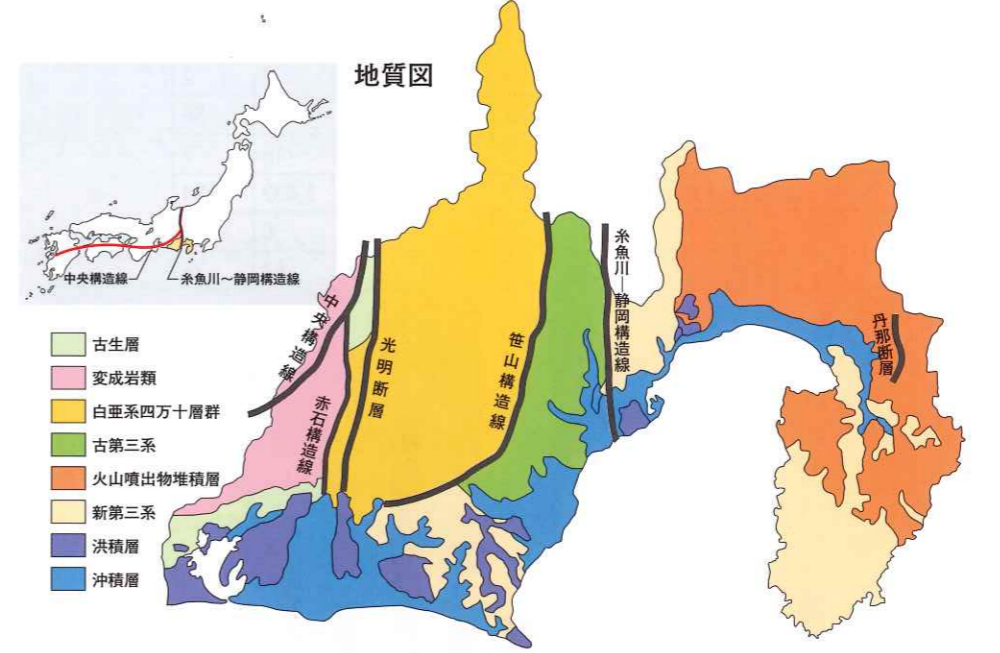 地質図
中央構造線
糸魚川～静岡構造線
古生層
変成岩類
白亜系四万十層群
古第三系
火山噴出物堆積層
新第三系
洪積層
沖積層
中央構造線
赤石構造線
光明断層
笹山構造線
糸魚川―静岡構造線
丹那断層